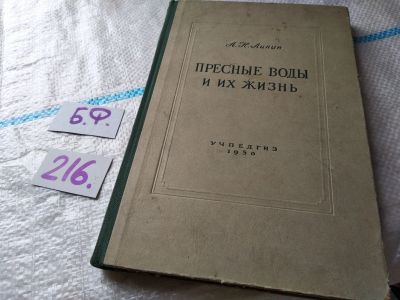 А. Н. Липин
ПРЕСНЫЕ ВОДЫ
И ИХ ЖИЗНЬ
УЧПЕДГИЗ
1950
Б.Ф.
216.